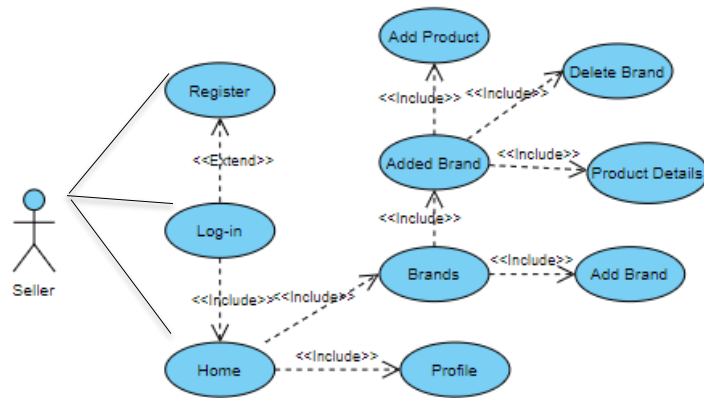 Add Product
Delete Brand
Register
<<Include>>
<<Include>>
<<Extend>>
Added Brand
<<Include>>
Product Details
<<Include>>
Log-in
Seller
Brands
<<Include>>
Add Brand
<<Include>>
<<Include>>
Home
<<Include>>
Profile